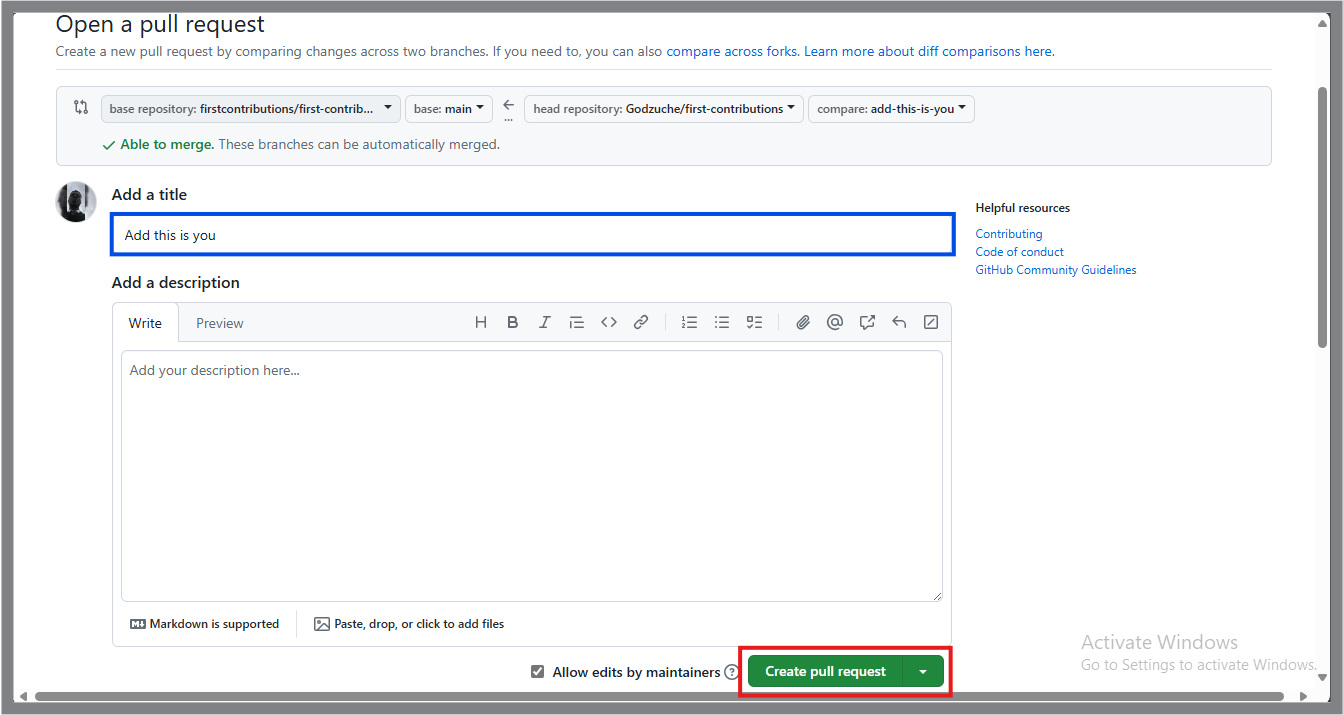 Open a pull request
Create a new pull request by comparing changes across two branches. If you need to, you can also compare across forks. Learn more about diff comparisons here.
base repository: firstcontributions/first-contrib... base: main ← ... head repository: Godzuche/first-contributions compare: add-this-is-you
Able to merge. These branches can be automatically merged.
Add a title
Helpful resources
Add this is you
Contributing
Code of conduct
GitHub Community Guidelines
Add a description
Write Preview
Add your description here...
Markdown is supported Paste, drop, or click to add files
Allow edits by maintainers ? Create pull request
Activate Windows
Go to Settings to activate Windows.